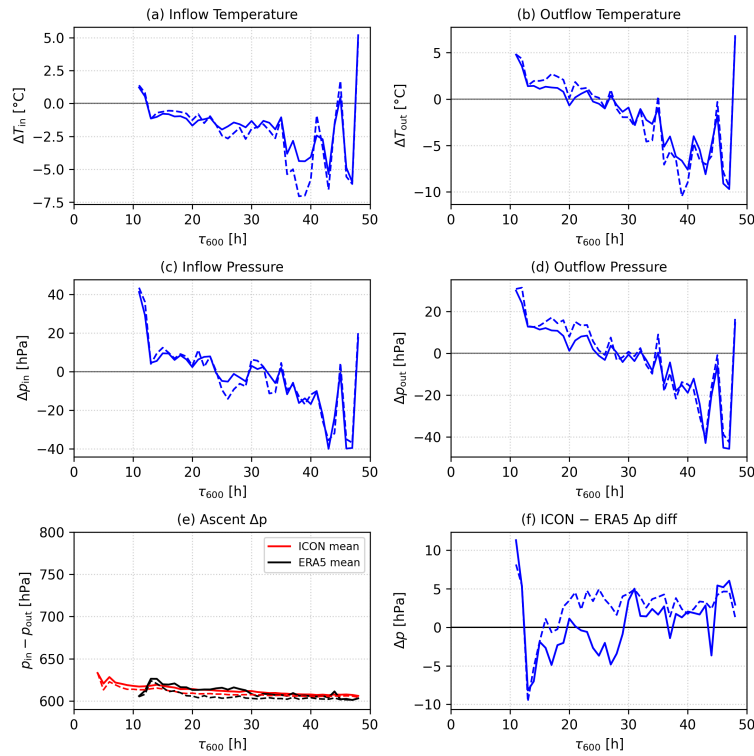 (a) Inflow Temperature
(b) Outflow Temperature
5.0
2.5
0.0
−2.5
−5.0
−7.5
ΔT_in [°C]
0 10 20 30 40 50
τ_600 [h]
5
0
−5
−10
ΔT_out [°C]
0 10 20 30 40 50
τ_600 [h]
(c) Inflow Pressure
(d) Outflow Pressure
40
20
0
−20
−40
Δp_in [hPa]
0 10 20 30 40 50
τ_600 [h]
20
0
−20
−40
Δp_out [hPa]
0 10 20 30 40 50
τ_600 [h]
(e) Ascent Δp
(f) ICON − ERA5 Δp diff
800
750
700
650
600
p_in − p_out [hPa]
ICON mean
ERA5 mean
0 10 20 30 40 50
τ_600 [h]
10
5
0
−5
−10
Δp [hPa]
0 10 20 30 40 50
τ_600 [h]